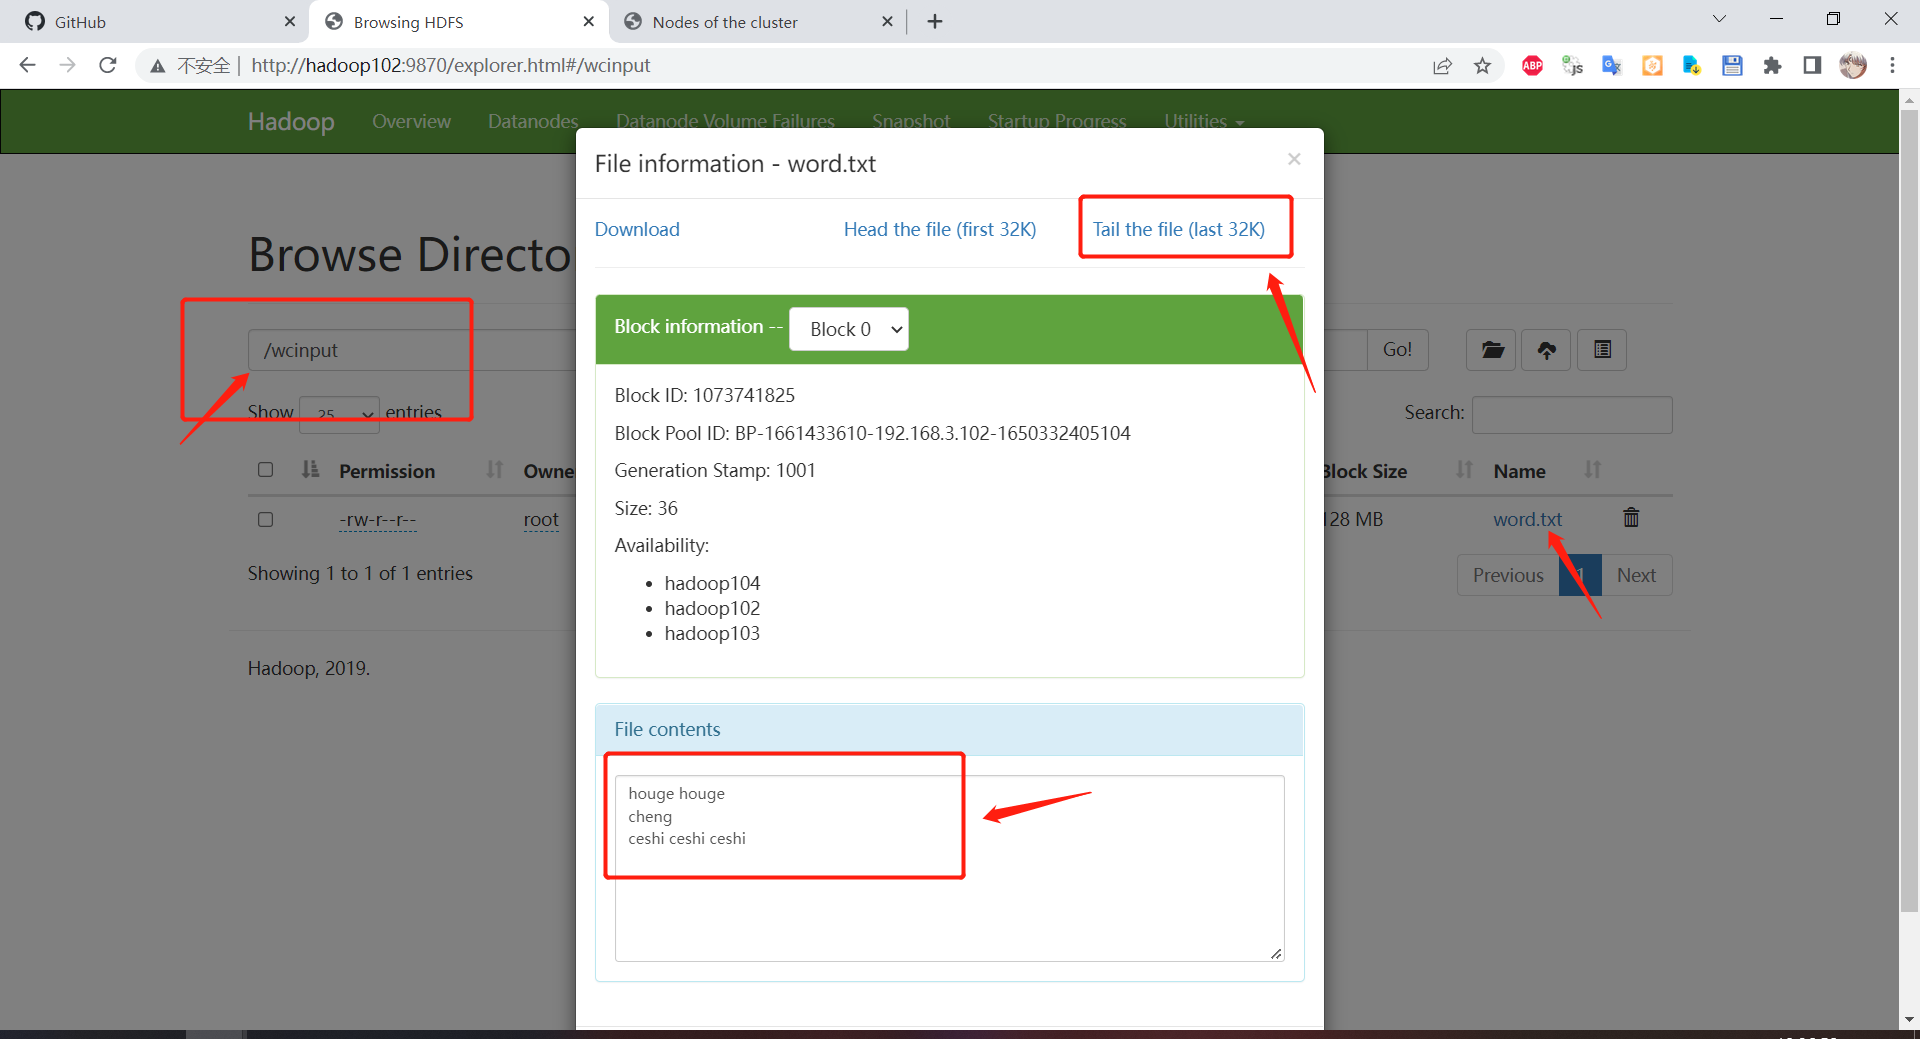 GitHub
Browsing HDFS
Nodes of the cluster
不安全 | http://hadoop102:9870/explorer.html#/wcinput
ABP
js
Hadoop
Overview
Datanodes
Datanode Volume Failures
Snapshot
Startup Progress
Utilities
File information - word.txt
×
Download
Head the file (first 32K)
Tail the file (last 32K)
Browse Directo
Block information --
Block 0
/wcinput
Go!
Show 25 entries
Search:
Block ID: 1073741825
Block Pool ID: BP-1661433610-192.168.3.102-1650332405104
Generation Stamp: 1001
Size: 36
Availability:
hadoop104
hadoop102
hadoop103
Permission
Owne
Block Size
Name
-rw-r--r--
root
128 MB
word.txt
Showing 1 to 1 of 1 entries
Previous
1
Next
Hadoop, 2019.
File contents
houge houge
cheng
ceshi ceshi ceshi